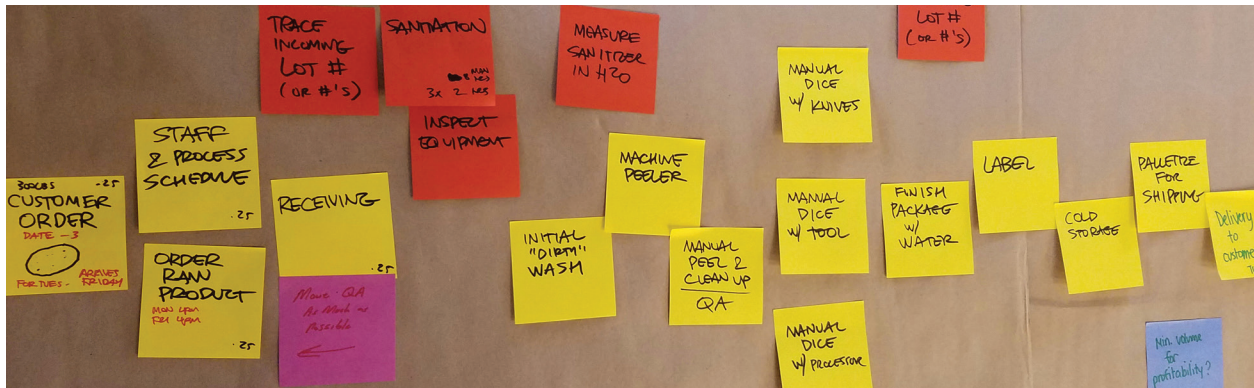 TRACE
INCOMING
LOT #
(OR #'S)
SANITATION
MAN
HRS
3x 2 HRS
INSPECT
EQUIPMENT
MEASURE
SANITIZER
IN H2O
LOT #
(OR #'S)
300LBS .25
CUSTOMER
ORDER
DATE - 3
ARRIVES
FOR TUES - FRIDAY
STAFF
& PROCESS
SCHEDULE
.25
ORDER
RAW
PRODUCT
MON 4PM
FRI 4PM
.25
RECEIVING
.25
Move QA
As Much as
Possible
INITIAL
"DIRTY"
WASH
MACHINE
PEELER
MANUAL
PEEL &
CLEAN UP
QA
MANUAL
DICE
W/ KNIVES
MANUAL
DICE
W/ TOOL
MANUAL
DICE
W/ PROCESSOR
FINISH
PACKAGE
W/
WATER
LABEL
COLD
STORAGE
PALLETIZE
FOR
SHIPPING
Delivery
to
customer
Min. Volume
for
profitability?